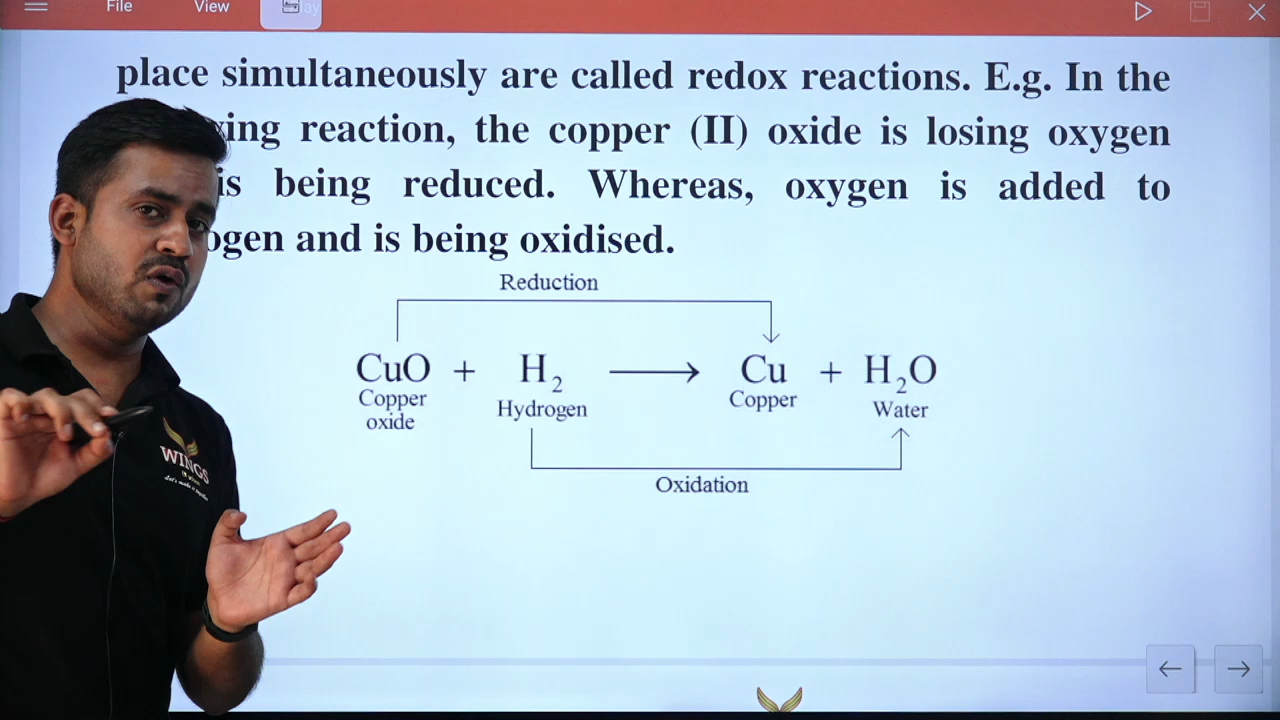 File View
place simultaneously are called redox reactions. E.g. In the
reaction, the copper (II) oxide is losing oxygen
is being reduced. Whereas, oxygen is added to
and is being oxidised.
Reduction
CuO + H₂ ⟶ Cu + H₂O
Copper oxide Hydrogen Copper Water
Oxidation
WINGS